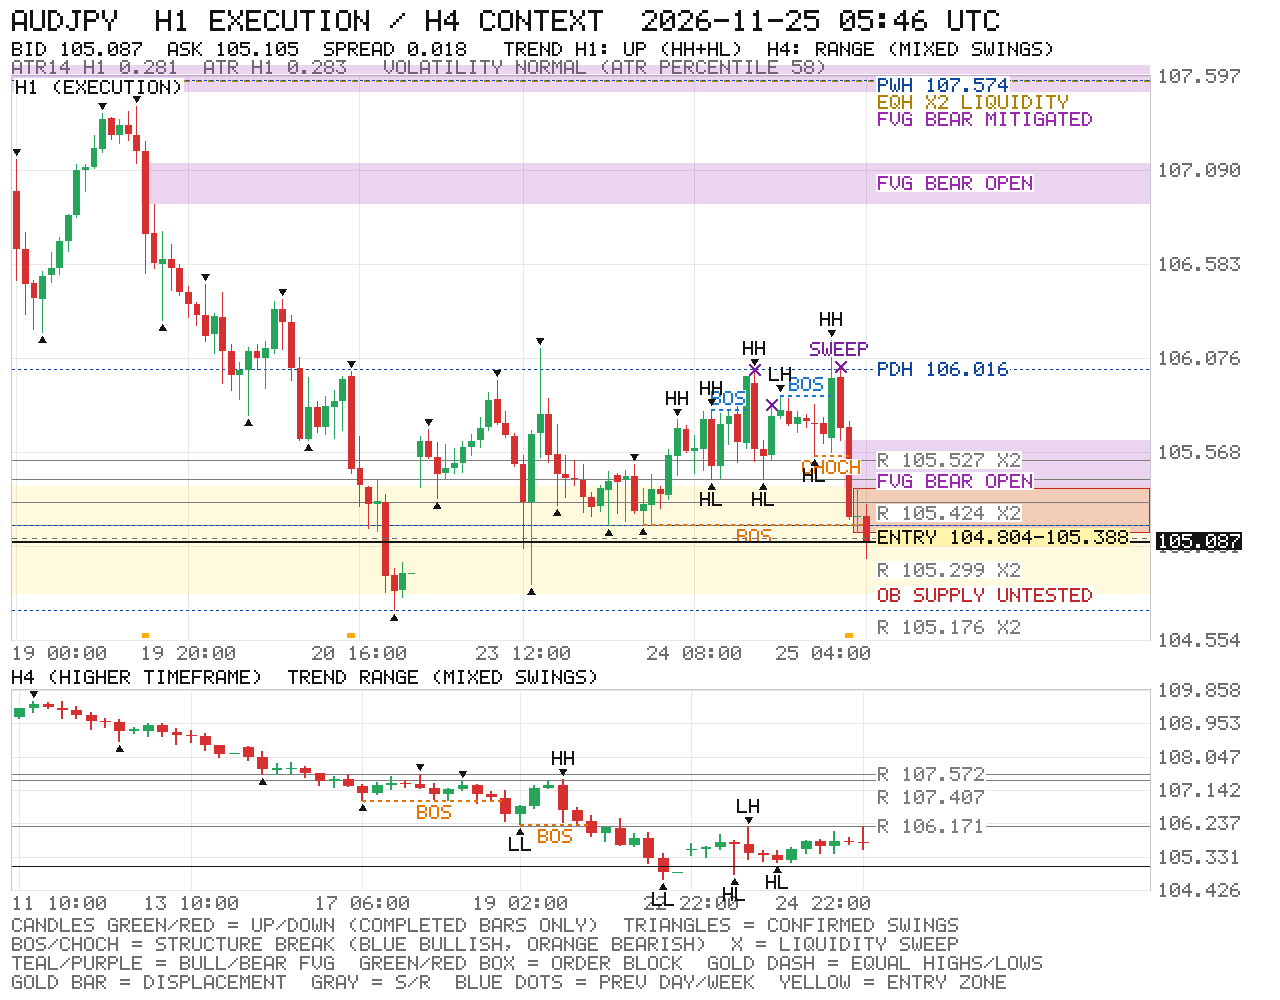 AUDJPY  H1 EXECUTION / H4 CONTEXT  2026-11-25 05:46 UTC
BID 105.087  ASK 105.105  SPREAD 0.018   TREND H1: UP (HH+HL)  H4: RANGE (MIXED SWINGS)
ATR14 H1 0.281  ATR H1 0.283   VOLATILITY NORMAL (ATR PERCENTILE 58)
107.597
H1 (EXECUTION)
PWH 107.574
EQH X2 LIQUIDITY
FVG BEAR MITIGATED
107.090
FVG BEAR OPEN
106.583
HH
SWEEP
HH
106.076
PDH 106.016
LH
BOS
HH
HH
BOS
105.568
R 105.527 X2
CHOCH
HL
FVG BEAR OPEN
HL
HL
R 105.424 X2
BOS
ENTRY 104.804-105.388
105.087
R 105.299 X2
OB SUPPLY UNTESTED
R 105.176 X2
104.554
19 00:00
19 20:00
20 16:00
23 12:00
24 08:00
25 04:00
H4 (HIGHER TIMEFRAME)  TREND RANGE (MIXED SWINGS)
109.858
108.953
108.047
HH
R 107.572
R 107.407
107.142
BOS
LH
R 106.171
106.237
BOS
LL
105.331
HL
HL
LL
104.426
11 10:00
13 10:00
17 06:00
19 02:00
22 22:00
24 22:00
CANDLES GREEN/RED = UP/DOWN (COMPLETED BARS ONLY)  TRIANGLES = CONFIRMED SWINGS
BOS/CHOCH = STRUCTURE BREAK (BLUE BULLISH, ORANGE BEARISH)  X = LIQUIDITY SWEEP
TEAL/PURPLE = BULL/BEAR FVG  GREEN/RED BOX = ORDER BLOCK  GOLD DASH = EQUAL HIGHS/LOWS
GOLD BAR = DISPLACEMENT  GRAY = S/R  BLUE DOTS = PREV DAY/WEEK  YELLOW = ENTRY ZONE